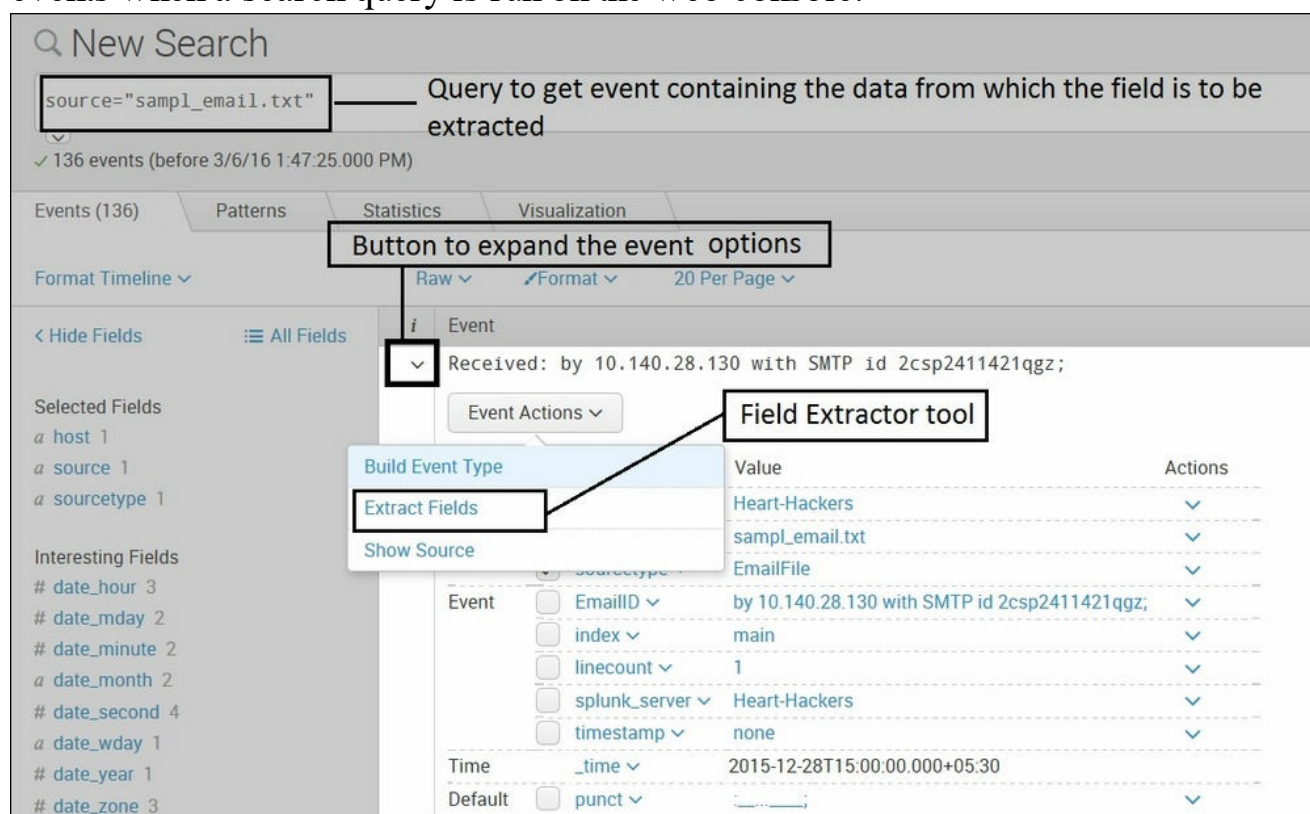 events when a search query is run on the web console:
New Search
source="sampl_email.txt"
Query to get event containing the data from which the field is to be
extracted
136 events (before 3/6/16 1:47:25.000 PM)
Events (136) Patterns Statistics Visualization
Button to expand the event options
Format Timeline Raw Format 20 Per Page
< Hide Fields All Fields i Event
Received: by 10.140.28.130 with SMTP id 2csp2411421qgz;
Selected Fields
Event Actions
Field Extractor tool
a host 1
a source 1
a sourcetype 1
Build Event Type
Extract Fields
Show Source
Value Actions
Heart-Hackers
sampl_email.txt
sourcetype EmailFile
Interesting Fields
# date_hour 3
# date_mday 2
# date_minute 2
a date_month 2
# date_second 4
a date_wday 1
# date_year 1
# date_zone 3
Event EmailID by 10.140.28.130 with SMTP id 2csp2411421qgz;
index main
linecount 1
splunk_server Heart-Hackers
timestamp none
Time _time 2015-12-28T15:00:00.000+05:30
Default punct